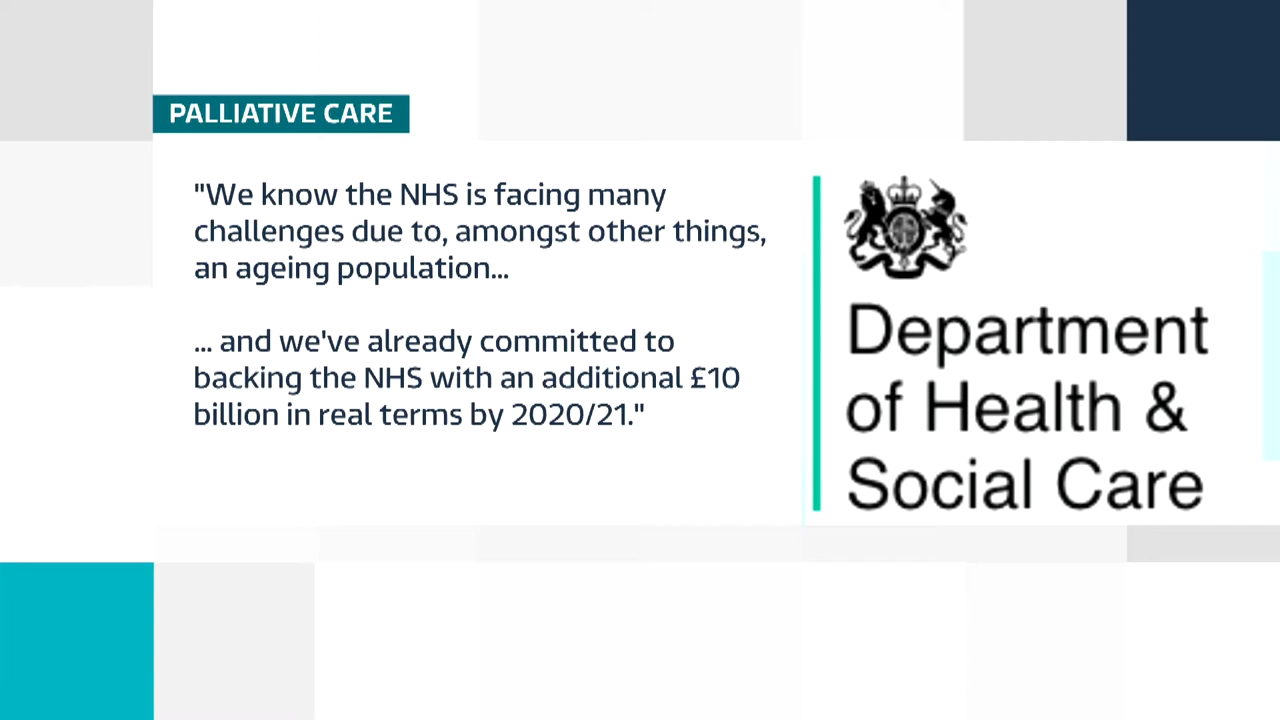 PALLIATIVE CARE
"We know the NHS is facing many
challenges due to, amongst other things,
an ageing population...
... and we've already committed to
backing the NHS with an additional £10
billion in real terms by 2020/21."
Department
of Health &
Social Care